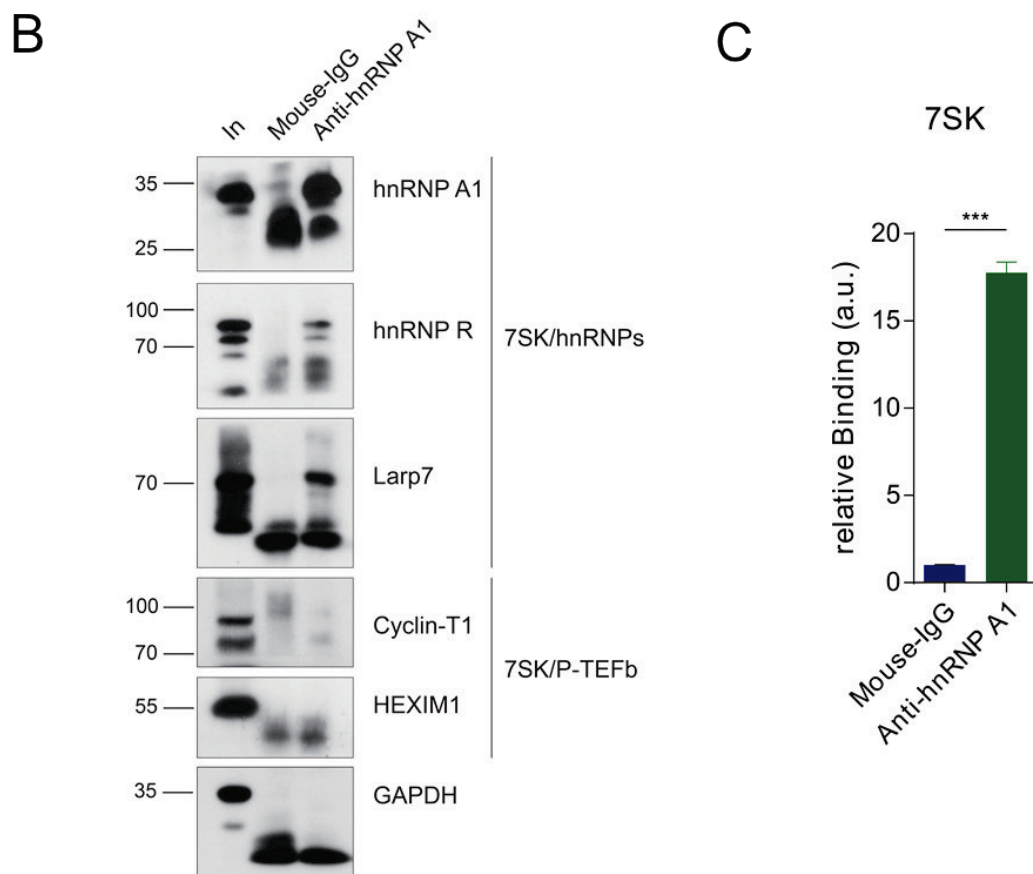 B
In
Mouse-IgG
Anti-hnRNP A1
35
25
hnRNP A1
100
70
hnRNP R
7SK/hnRNPs
70
Larp7
100
70
Cyclin-T1
7SK/P-TEFb
55
HEXIM1
35
GAPDH
C
7SK
***
relative Binding (a.u.)
20
15
10
5
0
Mouse-IgG
Anti-hnRNP A1